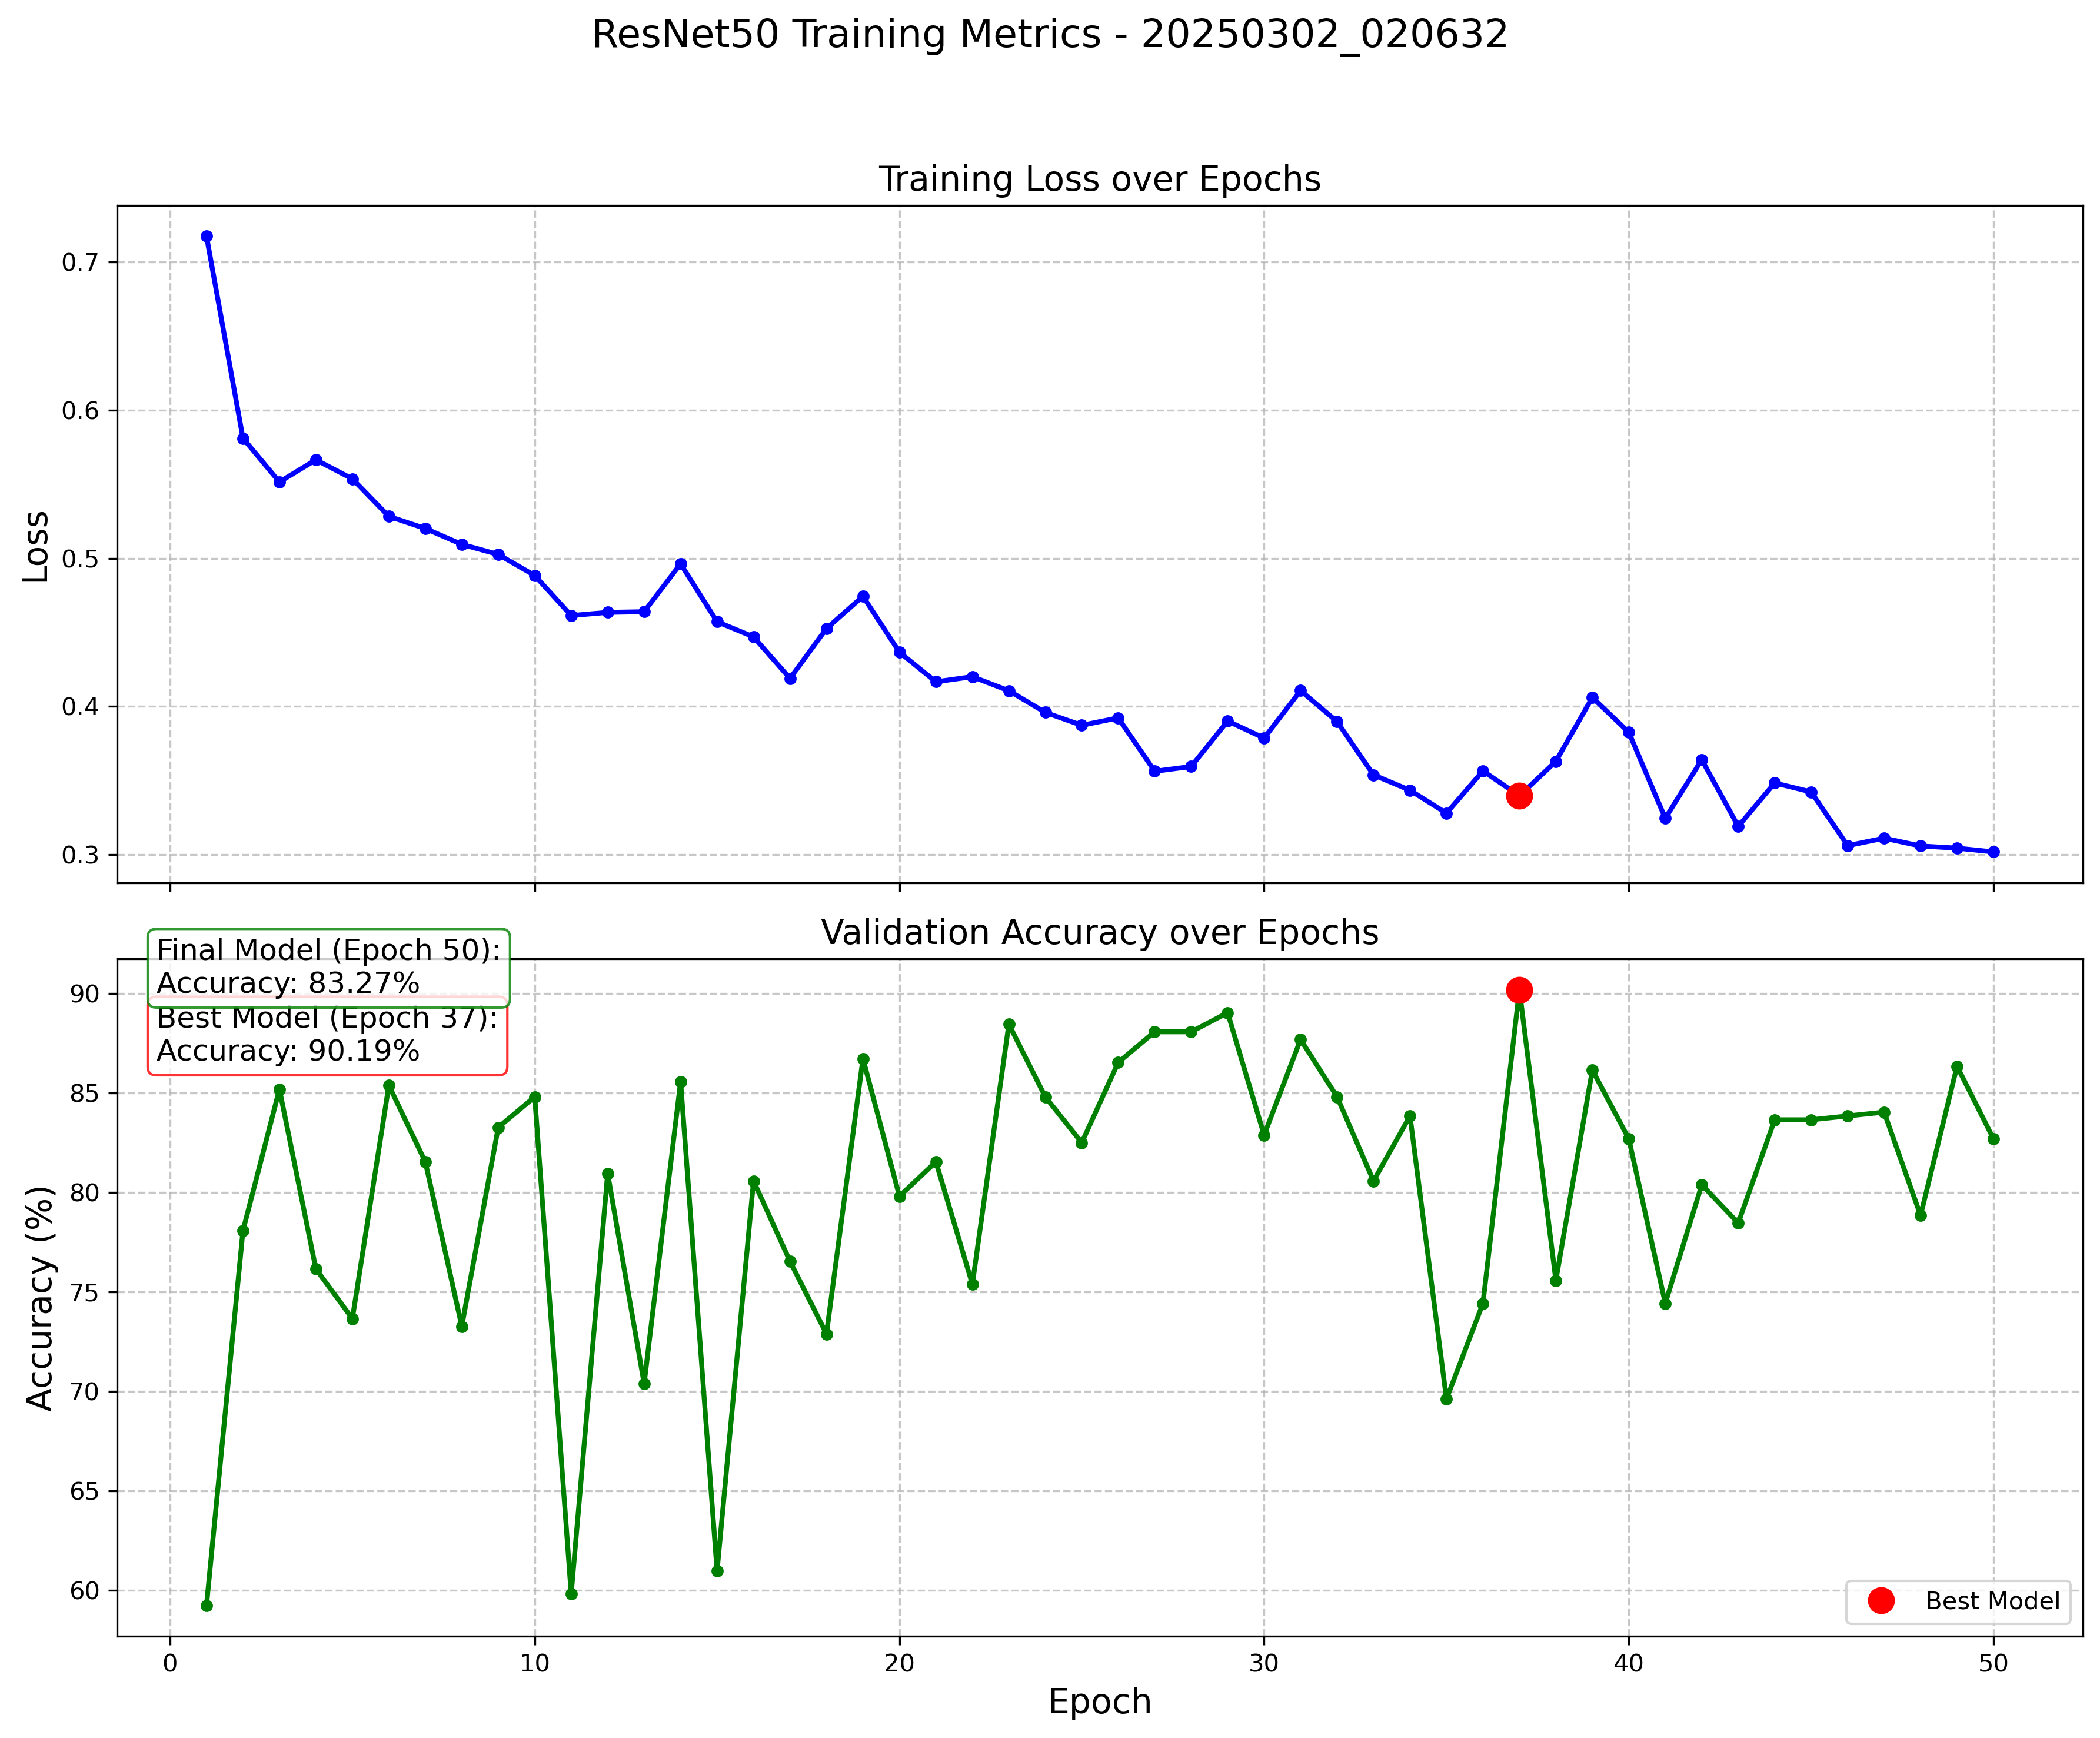 ResNet50 Training Metrics - 20250302_020632
Training Loss over Epochs
Loss
0.7
0.6
0.5
0.4
0.3
Validation Accuracy over Epochs
Final Model (Epoch 50):
Accuracy: 83.27%
Best Model (Epoch 37):
Accuracy: 90.19%
Accuracy (%)
90
85
80
75
70
65
60
Best Model
0 10 20 30 40 50
Epoch